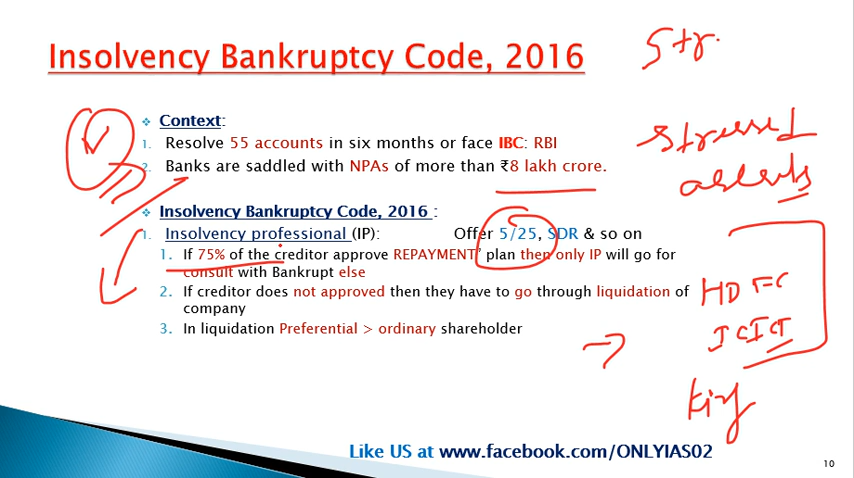 Insolvency Bankruptcy Code, 2016
Str.
❖ Context:
1. Resolve 55 accounts in six months or face IBC: RBI
2. Banks are saddled with NPAs of more than ₹8 lakh crore.
stressed
❖ Insolvency Bankruptcy Code, 2016 :
1. Insolvency professional (IP): Offer 5/25, SDR & so on
1. If 75% of the creditor approve REPAYMENT’ plan then only IP will go for
consult with Bankrupt else
2. If creditor does not approved then they have to go through liquidation of
company
3. In liquidation Preferential > ordinary shareholder
HDFC
ICICI
Like US at www.facebook.com/ONLYIAS02
10